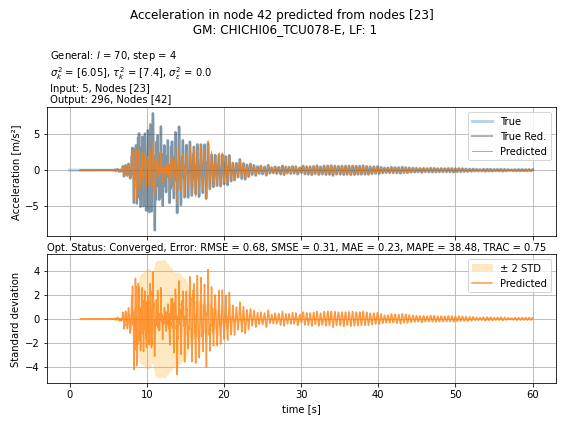 Acceleration in node 42 predicted from nodes [23]
GM: CHICHI06_TCU078-E, LF: 1
General: l = 70, step = 4
σ²ₖ = [6.05], τ²ₖ = [7.4], σ²ε = 0.0
Input: 5, Nodes [23]
Output: 296, Nodes [42]
True
True Red.
Predicted
Acceleration [m/s²]
5
0
−5
Opt. Status: Converged, Error: RMSE = 0.68, SMSE = 0.31, MAE = 0.23, MAPE = 38.48, TRAC = 0.75
± 2 STD
Predicted
Standard deviation
4
2
0
−2
−4
0 10 20 30 40 50 60
time [s]